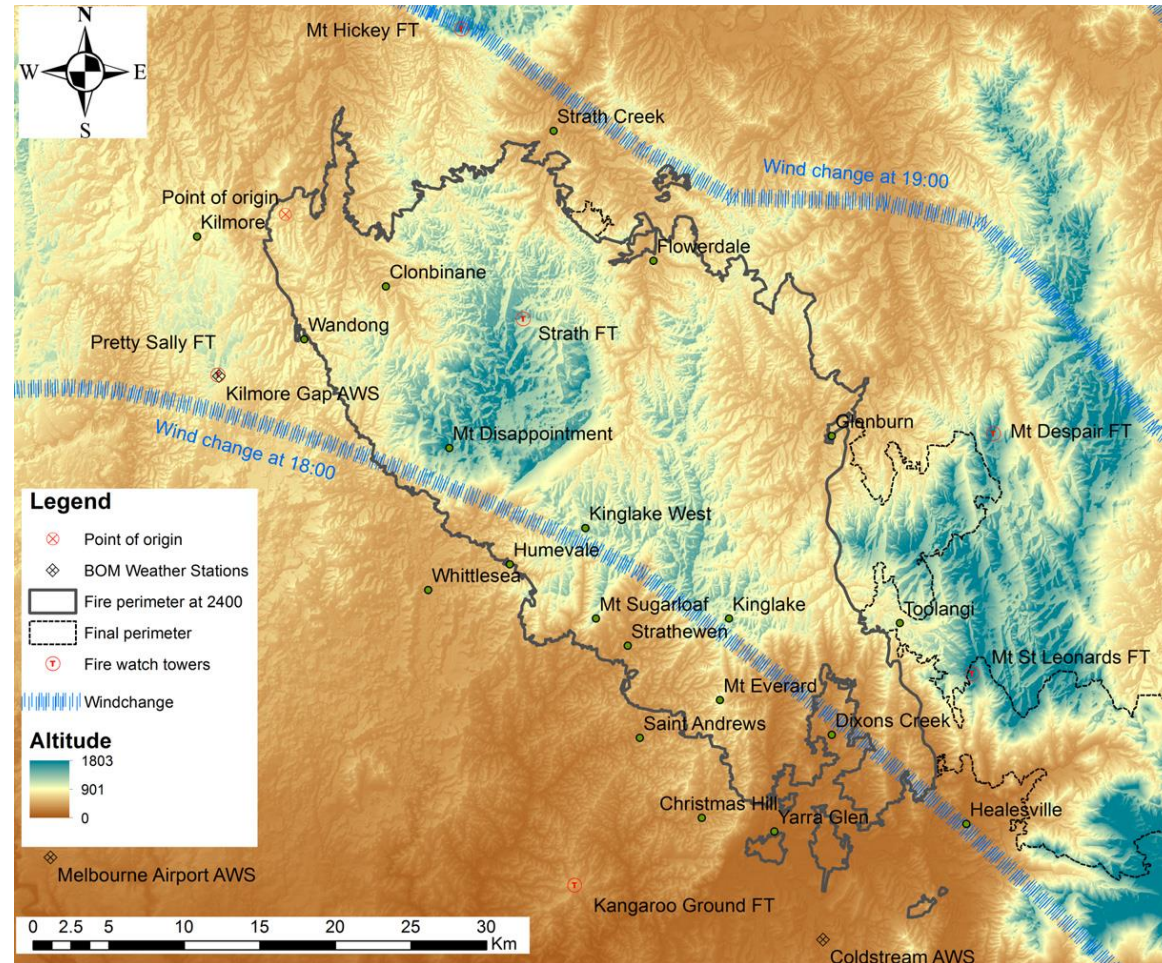 N
W
E
S
Mt Hickey FT
Strath Creek
Wind change at 19:00
Point of origin
Kilmore
Flowerdale
Clonbinane
Strath FT
Wandong
Pretty Sally FT
Kilmore Gap AWS
Wind change at 18:00
Mt Disappointment
Glenburn
Mt Despair FT
Kinglake West
Humevale
Whittlesea
Mt Sugarloaf
Kinglake
Toolangi
Strathewen
Mt St Leonards FT
Mt Everard
Saint Andrews
Dixons Creek
Christmas Hill
Yarra Glen
Healesville
Melbourne Airport AWS
Kangaroo Ground FT
Coldstream AWS
Legend
Point of origin
BOM Weather Stations
Fire perimeter at 2400
Final perimeter
T Fire watch towers
Windchange
Altitude
1803
901
0
0 2.5 5 10 15 20 25 30
Km